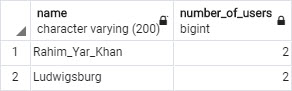 name number_of_users
character varying (200) bigint
1 Rahim_Yar_Khan 2
2 Ludwigsburg 2